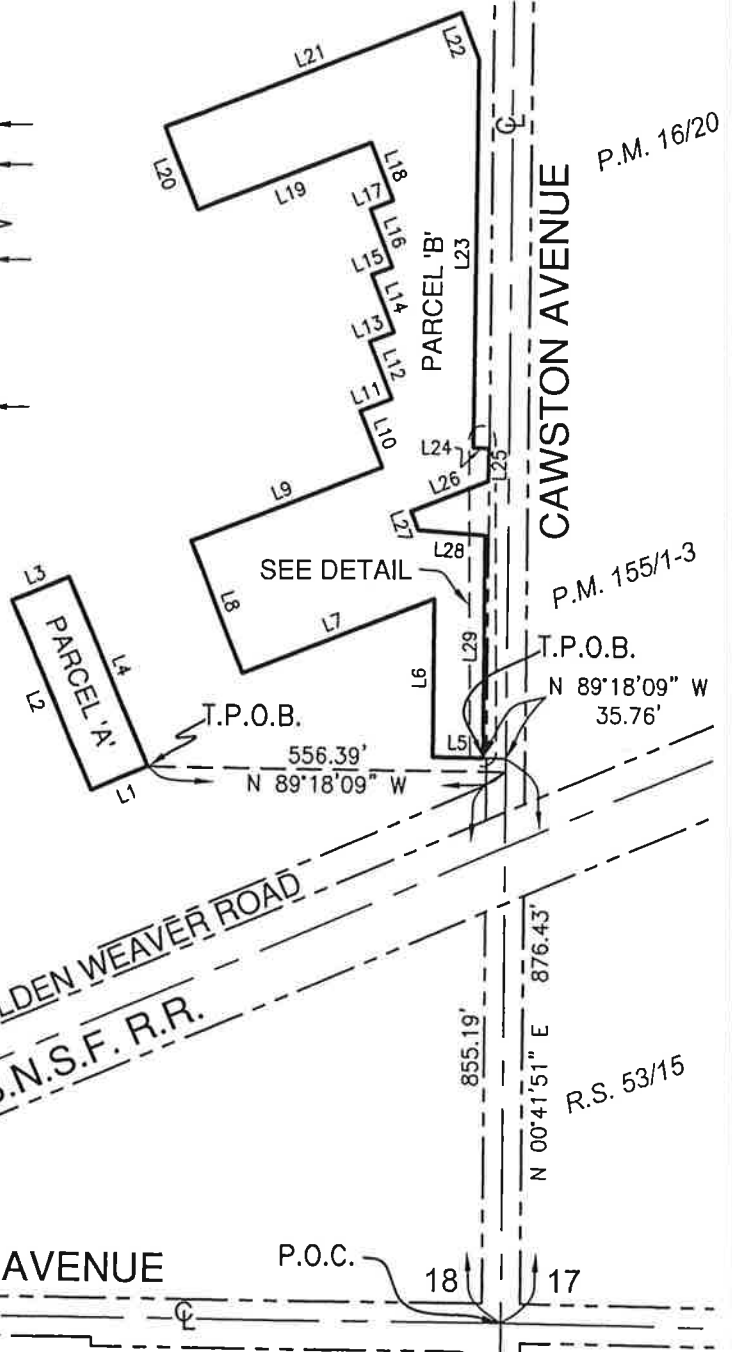 L21
L22
L20
L19
L18
L17
L16
L15
L14
L13
L12
L11
L10
L9
L8
L7
L6
L5
L23
L24
L25
L26
L27
L28
L29
PARCEL 'B'
℄
P.M. 16/20
CAWSTON AVENUE
P.M. 155/1-3
SEE DETAIL
L3
PARCEL 'A'
L4
L2
L1
T.P.O.B.
T.P.O.B.
N 89°18'09" W
35.76'
556.39'
N 89°18'09" W
LDEN WEAVER ROAD
.N.S.F. R.R.
855.19'
N 00°41'51" E 876.43'
R.S. 53/15
AVENUE
P.O.C.
18
17
℄